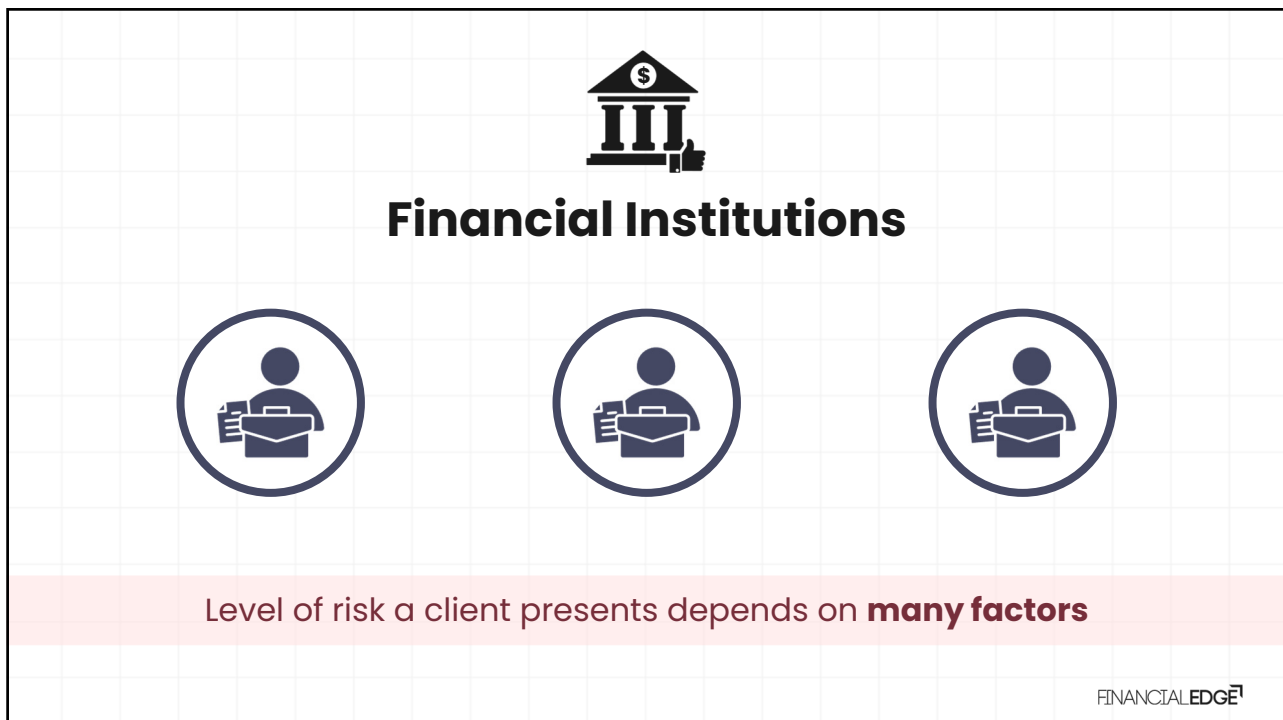 $
Financial Institutions
Level of risk a client presents depends on many factors
FINANCIALEDGE